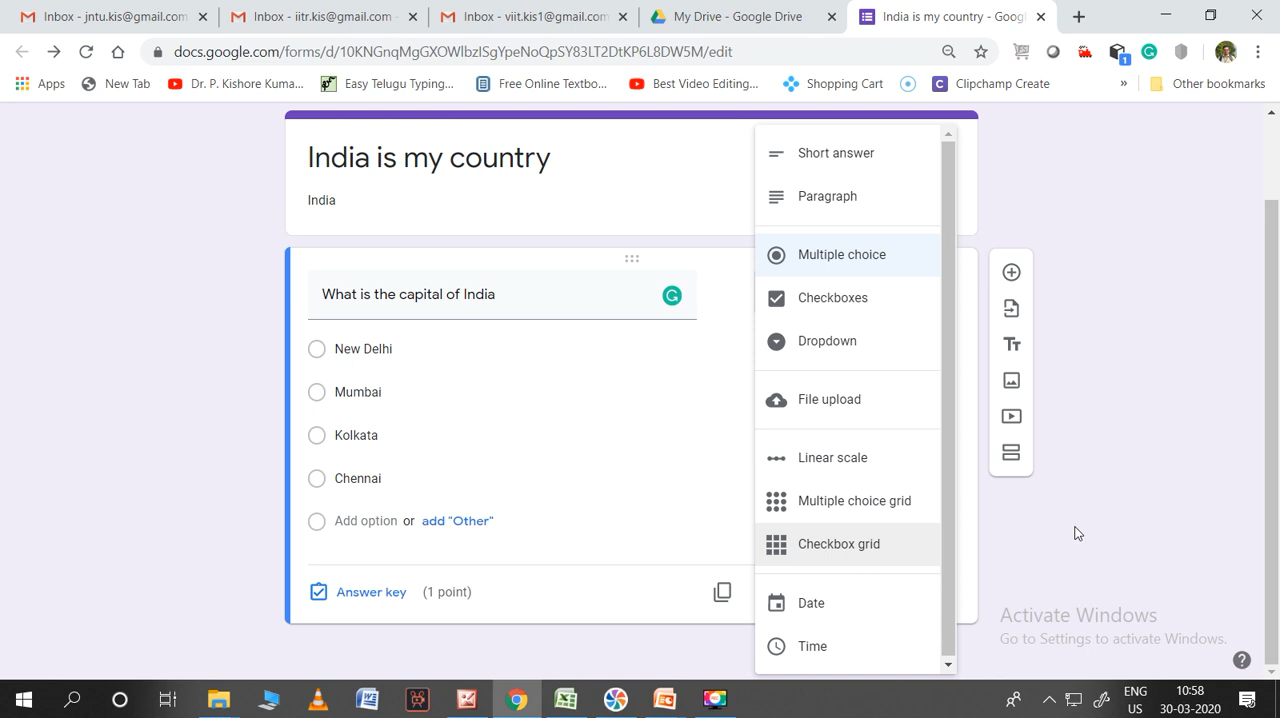 Inbox - jntu.kis@gmail.com
Inbox - iitr.kis@gmail.com -
Inbox - viit.kis1@gmail.com
My Drive - Google Drive
India is my country - Goog
docs.google.com/forms/d/10KNGnqMgGXOWlbzISgYpeNoQpSY83LT2DtKP6L8DW5M/edit
1
Apps
New Tab
Dr. P. Kishore Kuma...
Easy Telugu Typing...
Free Online Textbo...
Best Video Editing...
Shopping Cart
Clipchamp Create
»
Other bookmarks
India is my country
India
What is the capital of India
New Delhi
Mumbai
Kolkata
Chennai
Add option or add "Other"
Answer key (1 point)
Short answer
Paragraph
Multiple choice
Checkboxes
Dropdown
File upload
Linear scale
Multiple choice grid
Checkbox grid
Date
Time
Activate Windows
Go to Settings to activate Windows.
ENG
US
10:58
30-03-2020